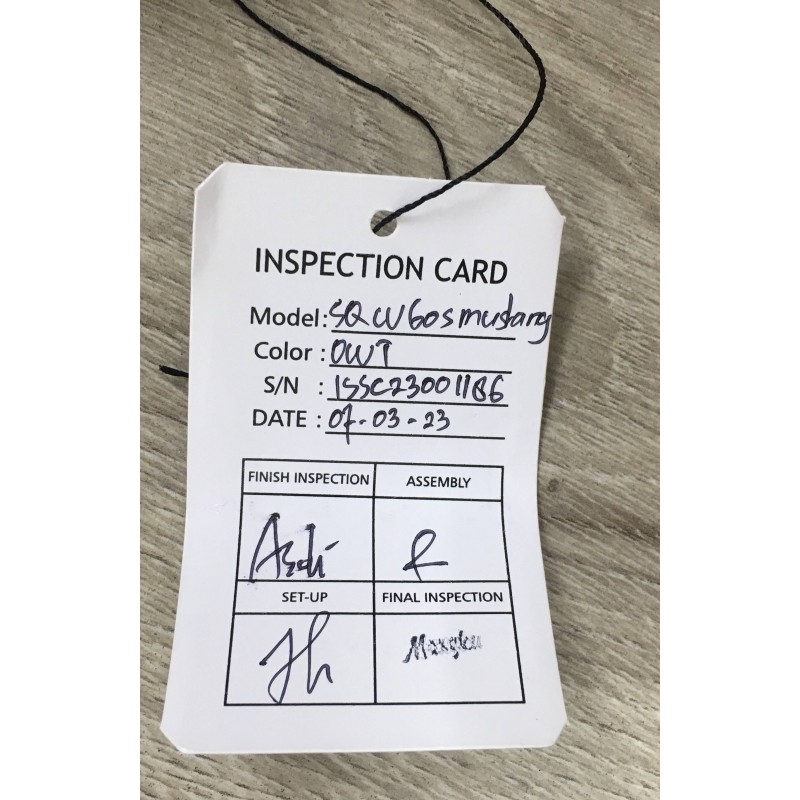 INSPECTION CARD
Model: SQ CV 60s mustang
Color : OWT
S/N : ISSC23001186
DATE : 07-03-23
FINISH INSPECTION ASSEMBLY
SET-UP FINAL INSPECTION